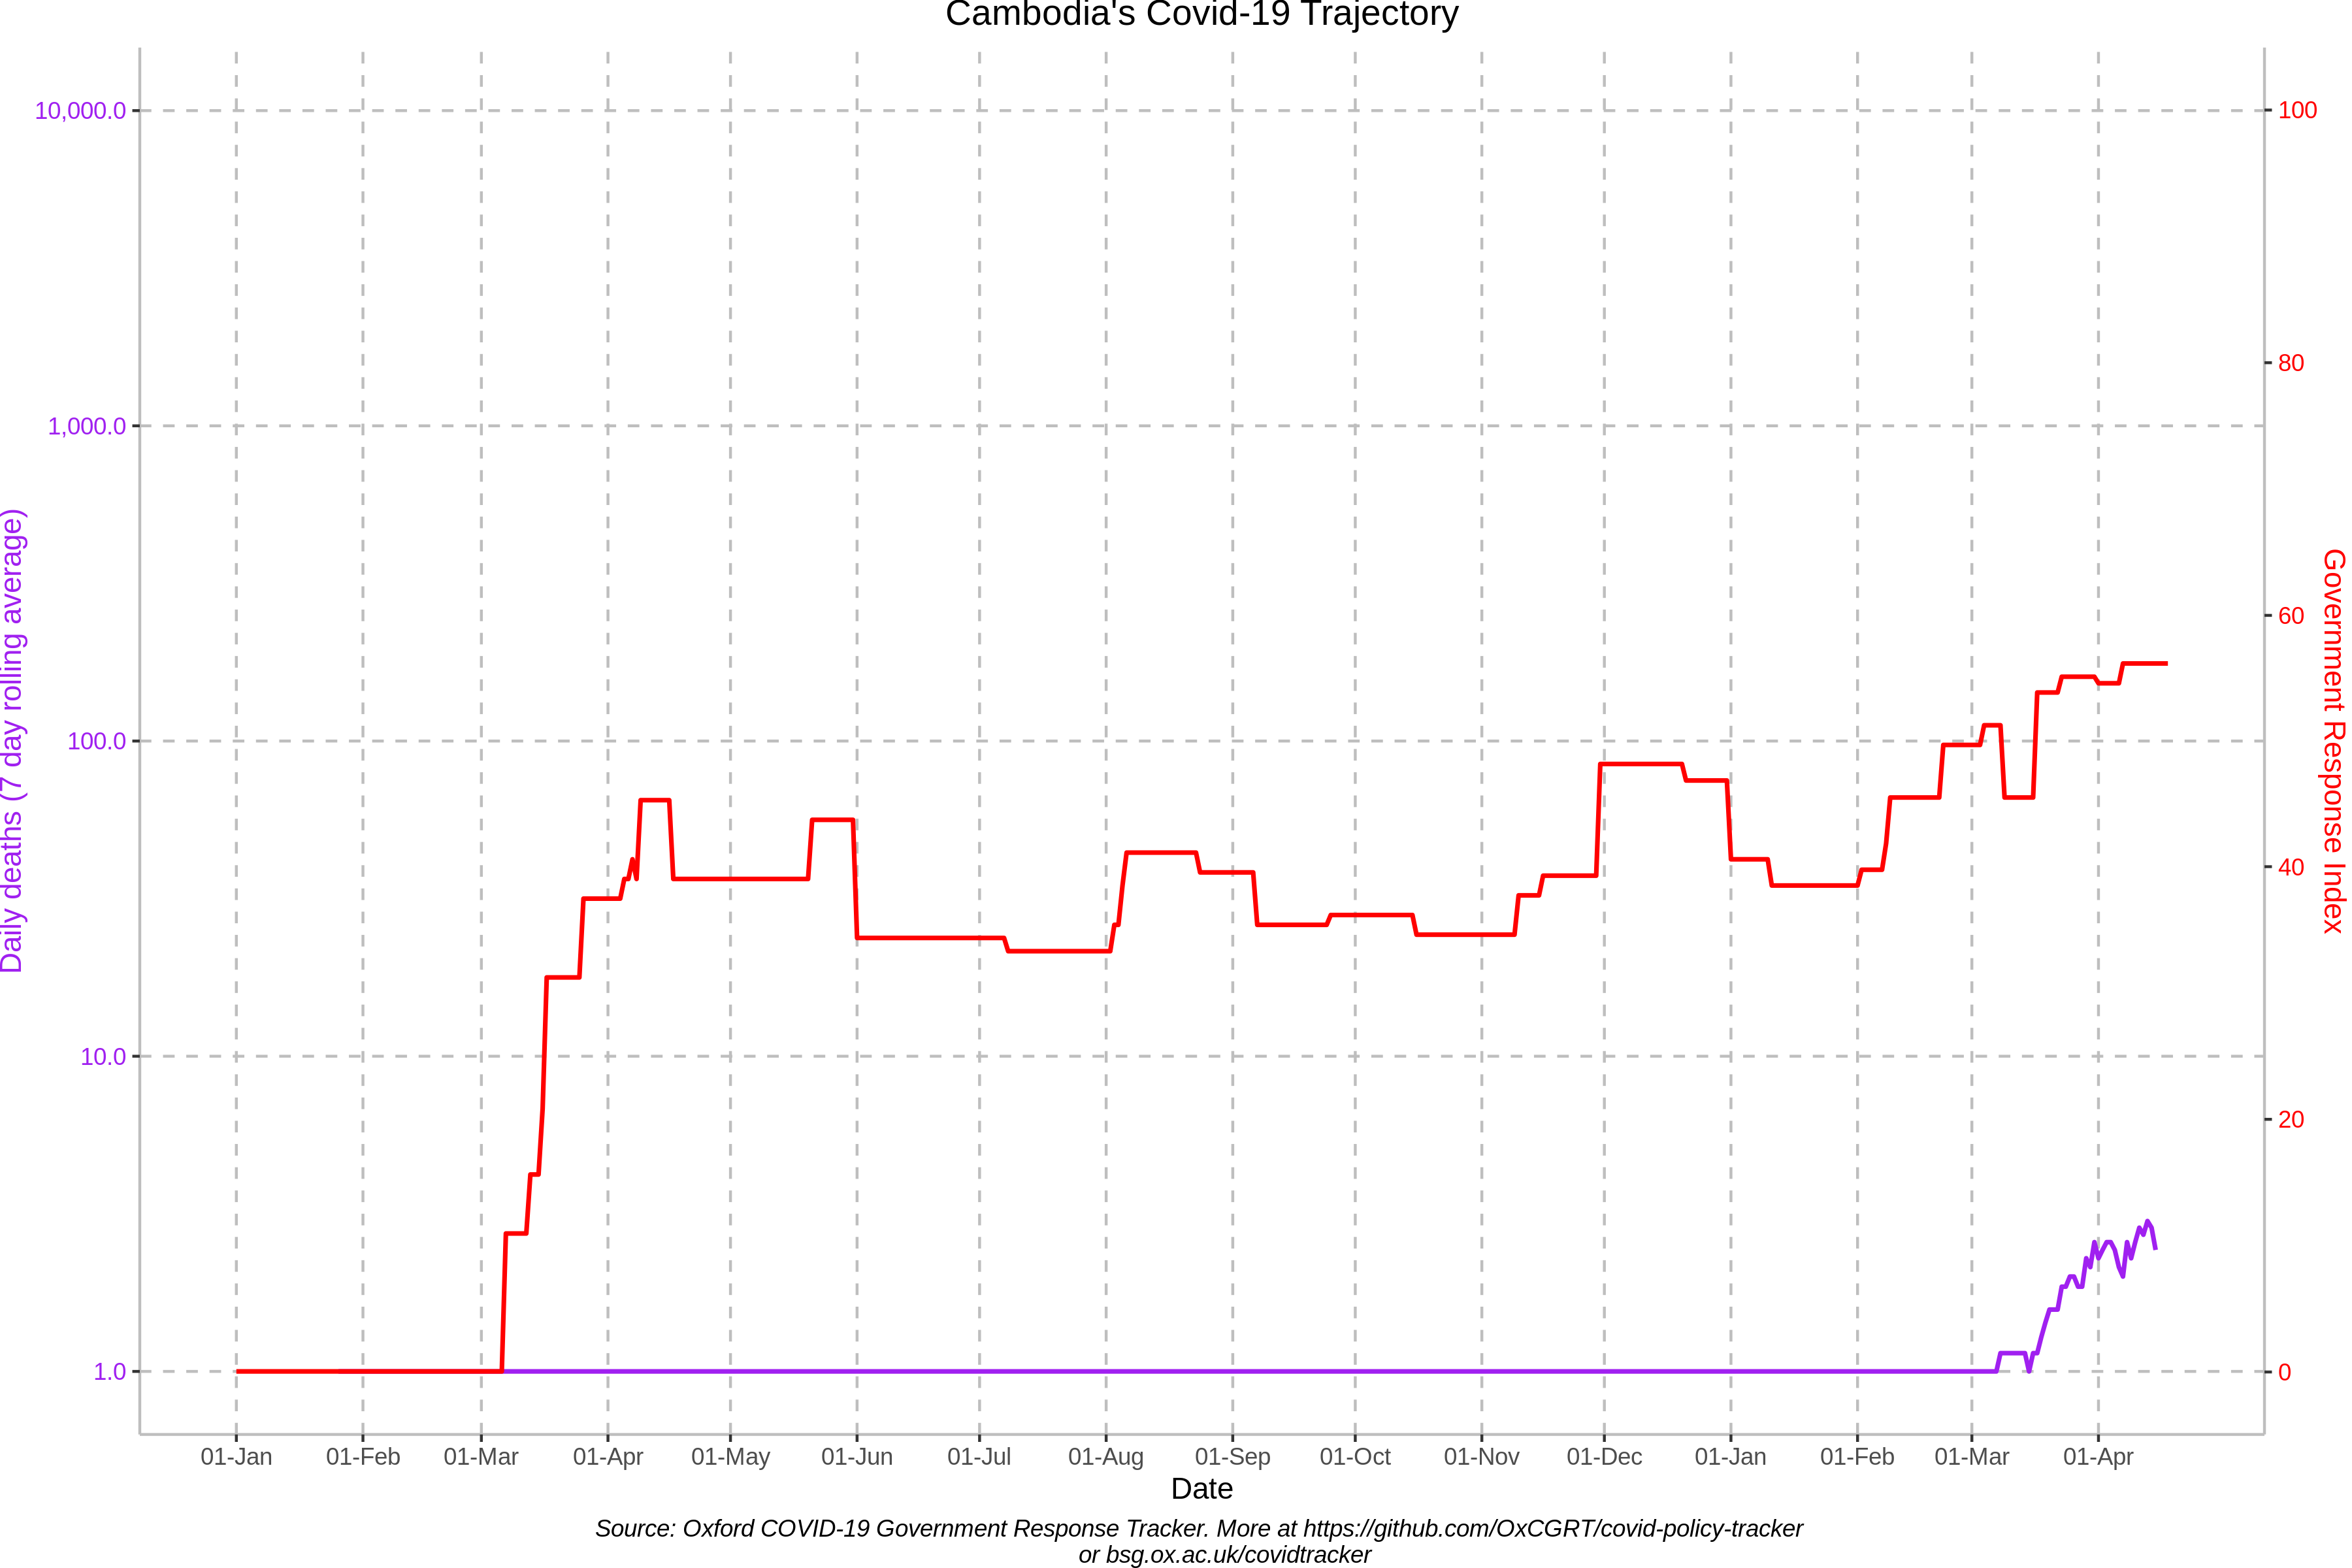 Cambodia's Covid-19 Trajectory
10,000.0
1,000.0
100.0
10.0
1.0
Daily deaths (7 day rolling average)
100
80
60
40
20
0
Government Response Index
01-Jan 01-Feb 01-Mar 01-Apr 01-May 01-Jun 01-Jul 01-Aug 01-Sep 01-Oct 01-Nov 01-Dec 01-Jan 01-Feb 01-Mar 01-Apr
Date
Source: Oxford COVID-19 Government Response Tracker. More at https://github.com/OxCGRT/covid-policy-tracker
or bsg.ox.ac.uk/covidtracker